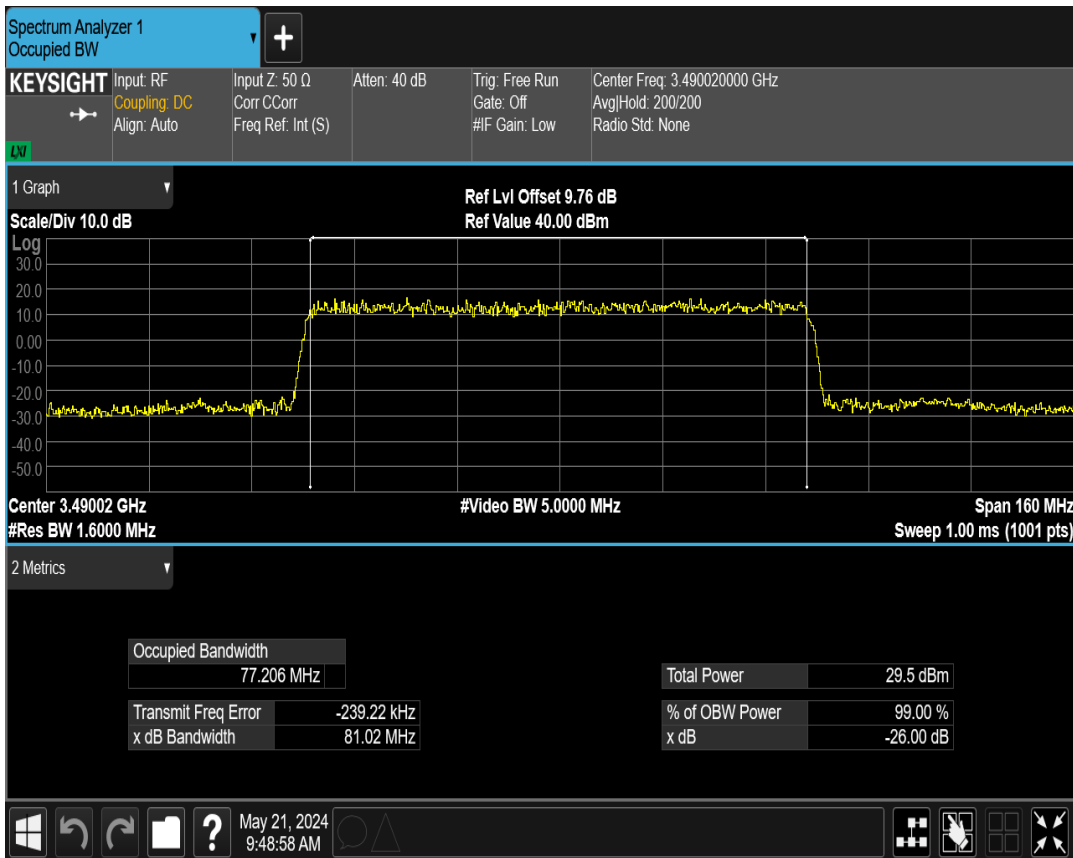 Spectrum Analyzer 1
Occupied BW
KEYSIGHT
LXI
Input: RF
Coupling: DC
Align: Auto
Input Z: 50 Ω
Corr CCorr
Freq Ref: Int (S)
Atten: 40 dB
Trig: Free Run
Gate: Off
#IF Gain: Low
Center Freq: 3.490020000 GHz
Avg|Hold: 200/200
Radio Std: None
1 Graph
Scale/Div 10.0 dB
Ref Lvl Offset 9.76 dB
Ref Value 40.00 dBm
Log
30.0
20.0
10.0
0.00
-10.0
-20.0
-30.0
-40.0
-50.0
Center 3.49002 GHz
#Res BW 1.6000 MHz
#Video BW 5.0000 MHz
Span 160 MHz
Sweep 1.00 ms (1001 pts)
2 Metrics
Occupied Bandwidth
77.206 MHz
Transmit Freq Error -239.22 kHz
x dB Bandwidth 81.02 MHz
Total Power 29.5 dBm
% of OBW Power 99.00 %
x dB -26.00 dB
?
May 21, 2024
9:48:58 AM